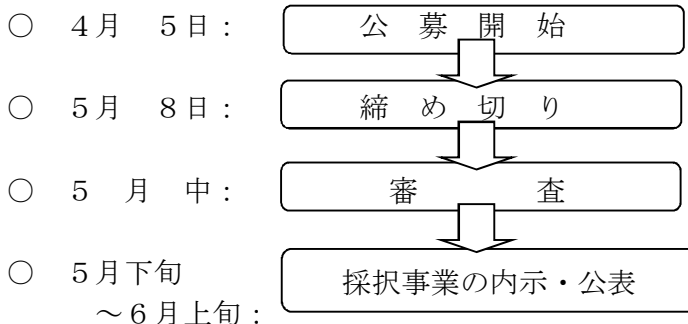 ○　４月　５日：　公　募　開　始
○　５月　８日：　締　め　切　り
○　５　月　中：　審　　　査
○　５月下旬
～６月上旬：　採択事業の内示・公表